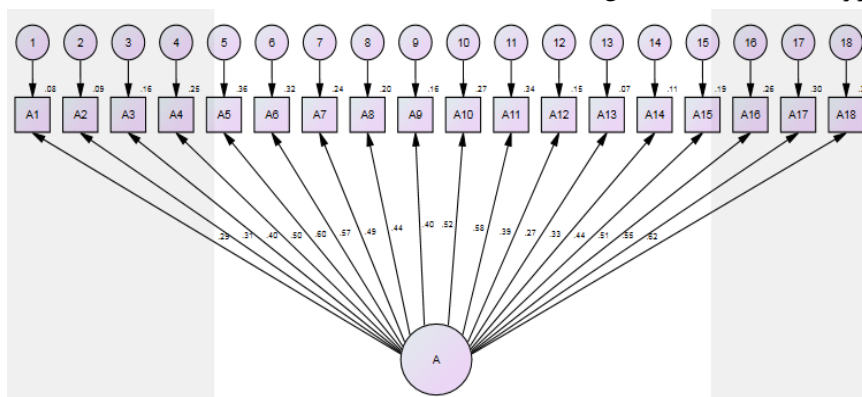 1 2 3 4 5 6 7 8 9 10 11 12 13 14 15 16 17 18
.08 .09 .16 .25 .36 .32 .24 .20 .16 .27 .34 .15 .07 .11 .19 .26 .30
A1 A2 A3 A4 A5 A6 A7 A8 A9 A10 A11 A12 A13 A14 A15 A16 A17 A18
.29 .31 .40 .50 .60 .57 .49 .44 .40 .52 .58 .39 .27 .33 .44 .51 .55 .62
A